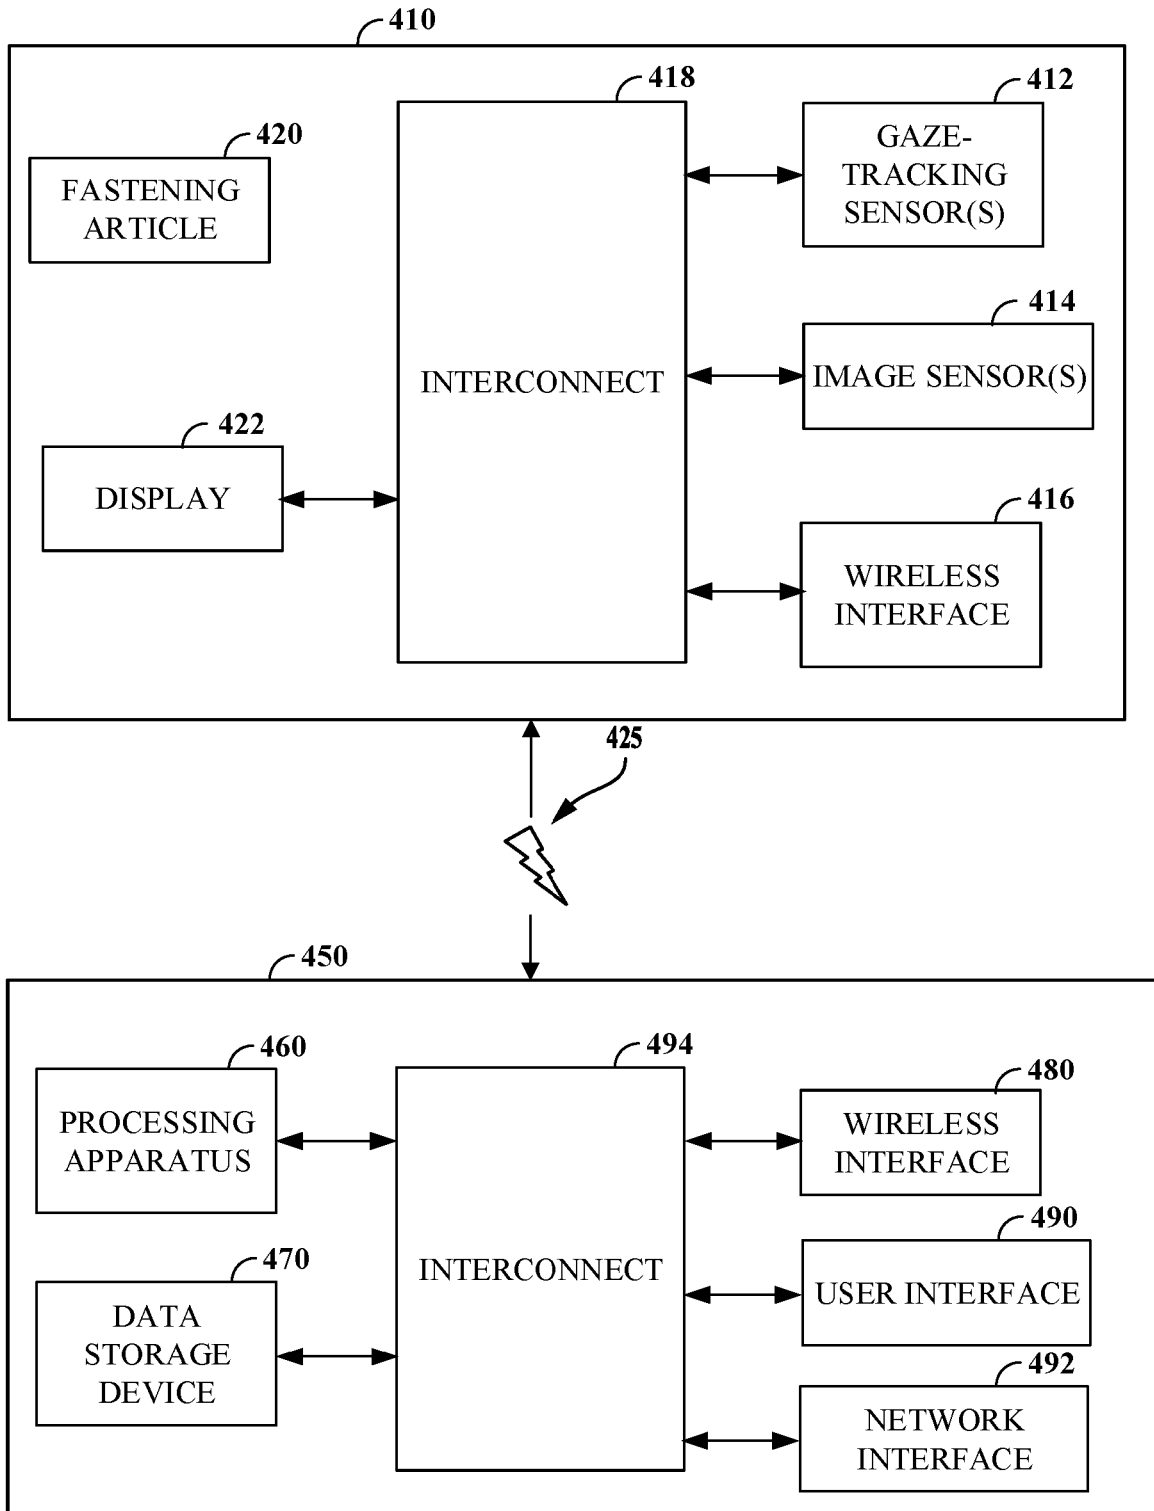 410
418
412
420
GAZE-
TRACKING
SENSOR(S)
FASTENING
ARTICLE
414
INTERCONNECT
IMAGE SENSOR(S)
422
DISPLAY
416
WIRELESS
INTERFACE
425
450
460
494
480
PROCESSING
APPARATUS
WIRELESS
INTERFACE
490
470
INTERCONNECT
USER INTERFACE
DATA
STORAGE
DEVICE
492
NETWORK
INTERFACE